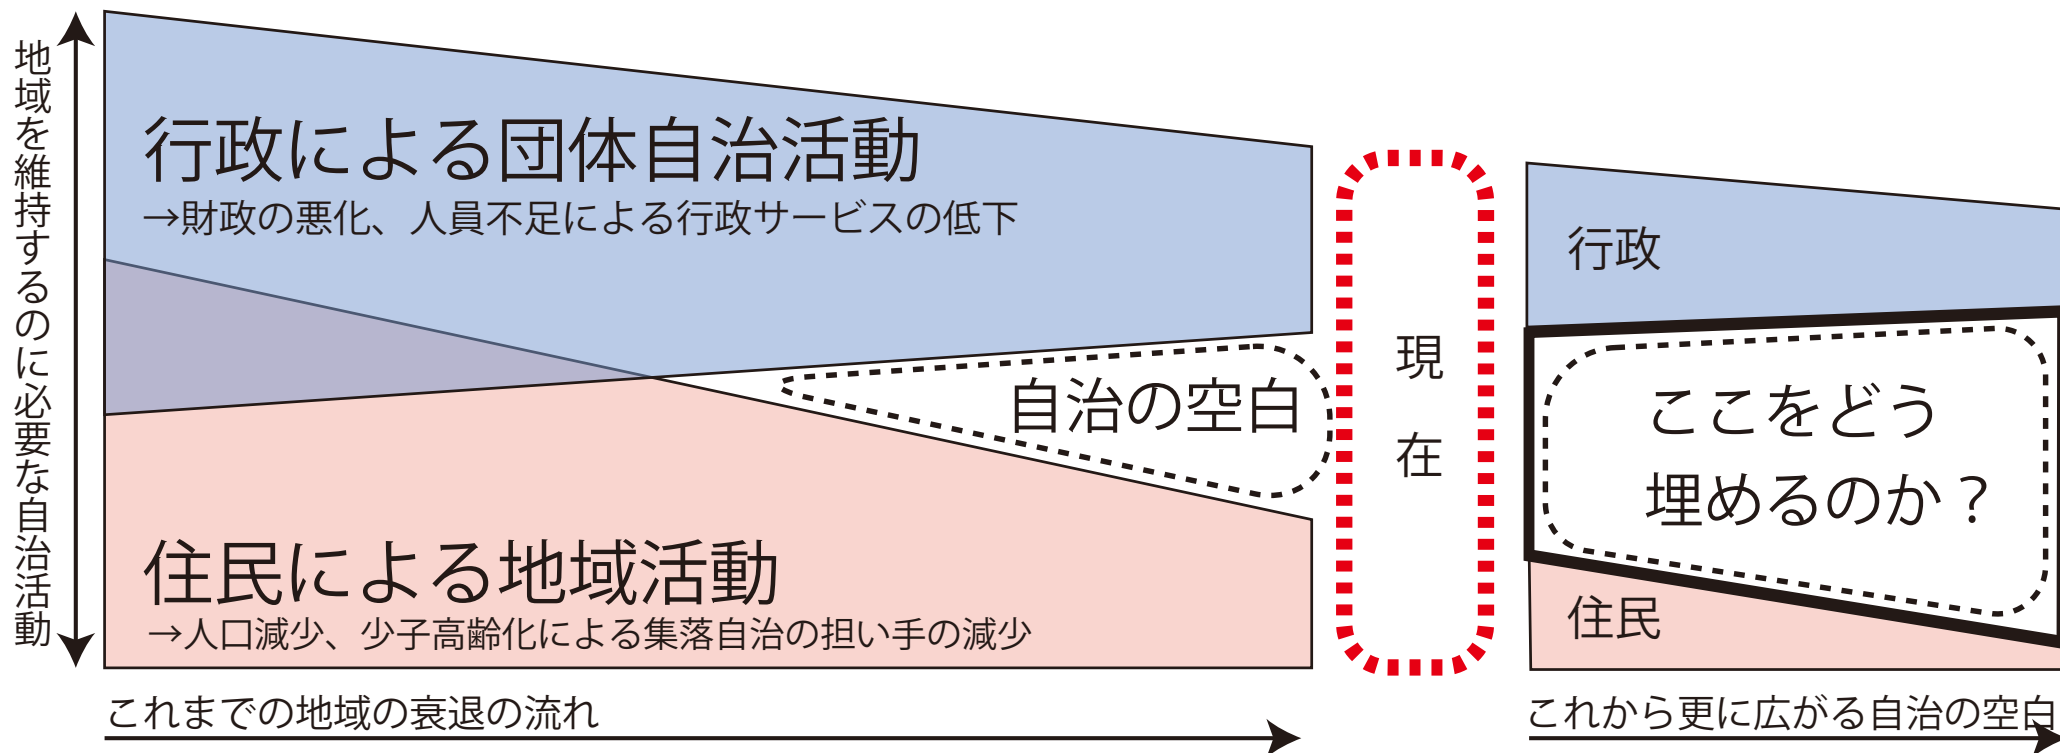 地域を維持するのに必要な自治活動
行政による団体自治活動
→財政の悪化、人員不足による行政サービスの低下
自治の空白
住民による地域活動
→人口減少、少子高齢化による集落自治の担い手の減少
これまでの地域の衰退の流れ
現在
行政
ここをどう
埋めるのか？
住民
これから更に広がる自治の空白